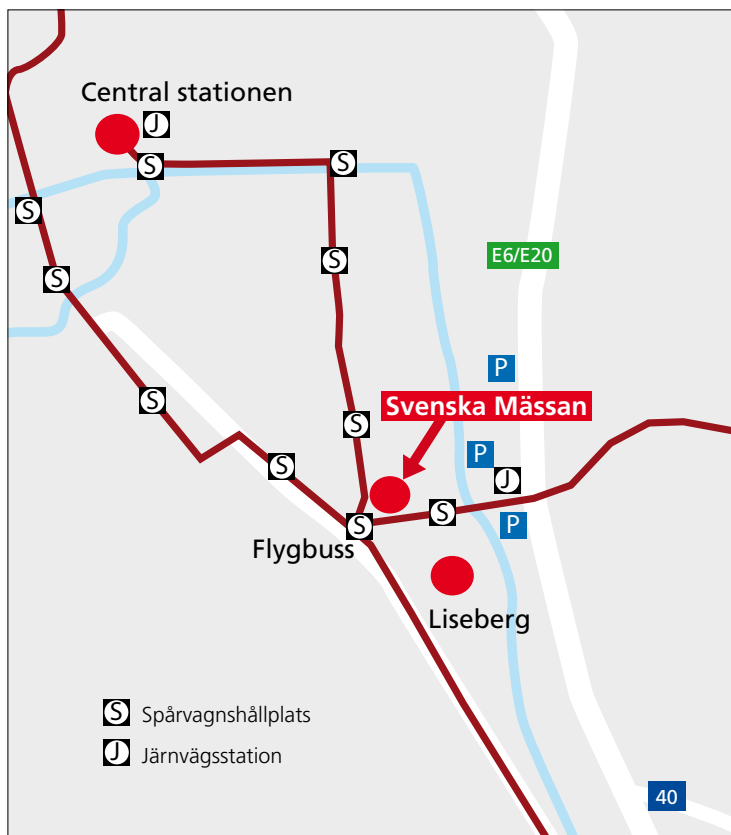 Central stationen
J
S
S
S
S
E6/E20
S
P
Svenska Mässan
S
S
P
S
J
S
S
P
Flygbuss
Liseberg
S Spårvagnshållplats
J Järnvägsstation
40